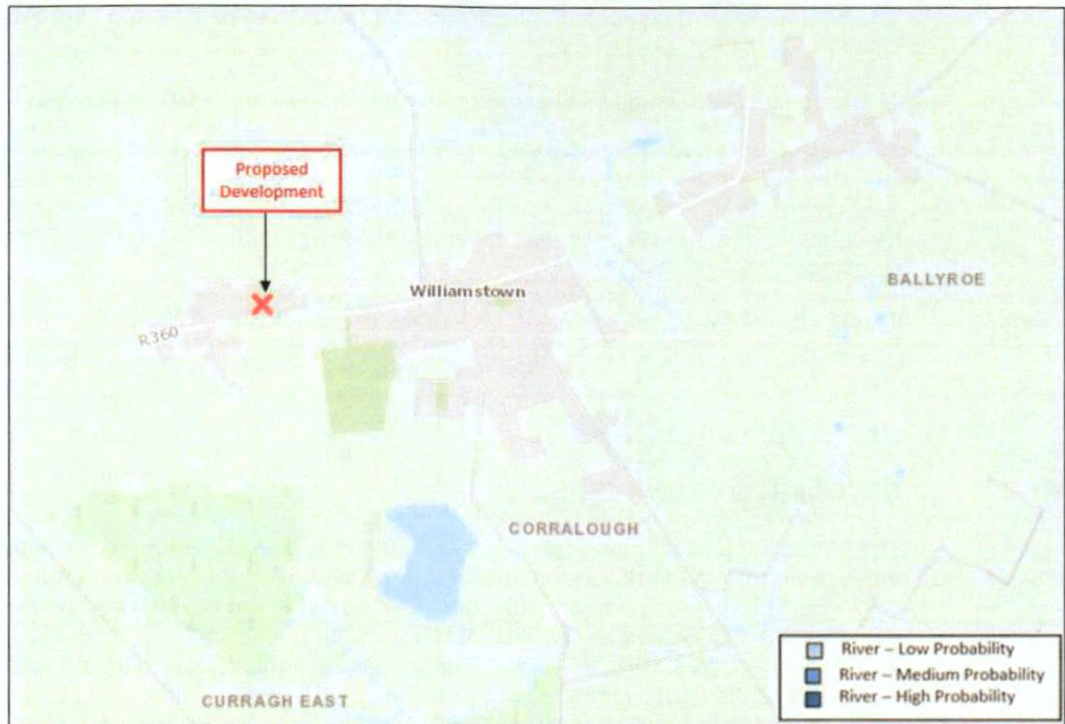 Proposed
Development
Williamstown
BALLYROE
R360
CORRALOUGH
CURRAGH EAST
River – Low Probability
River – Medium Probability
River – High Probability